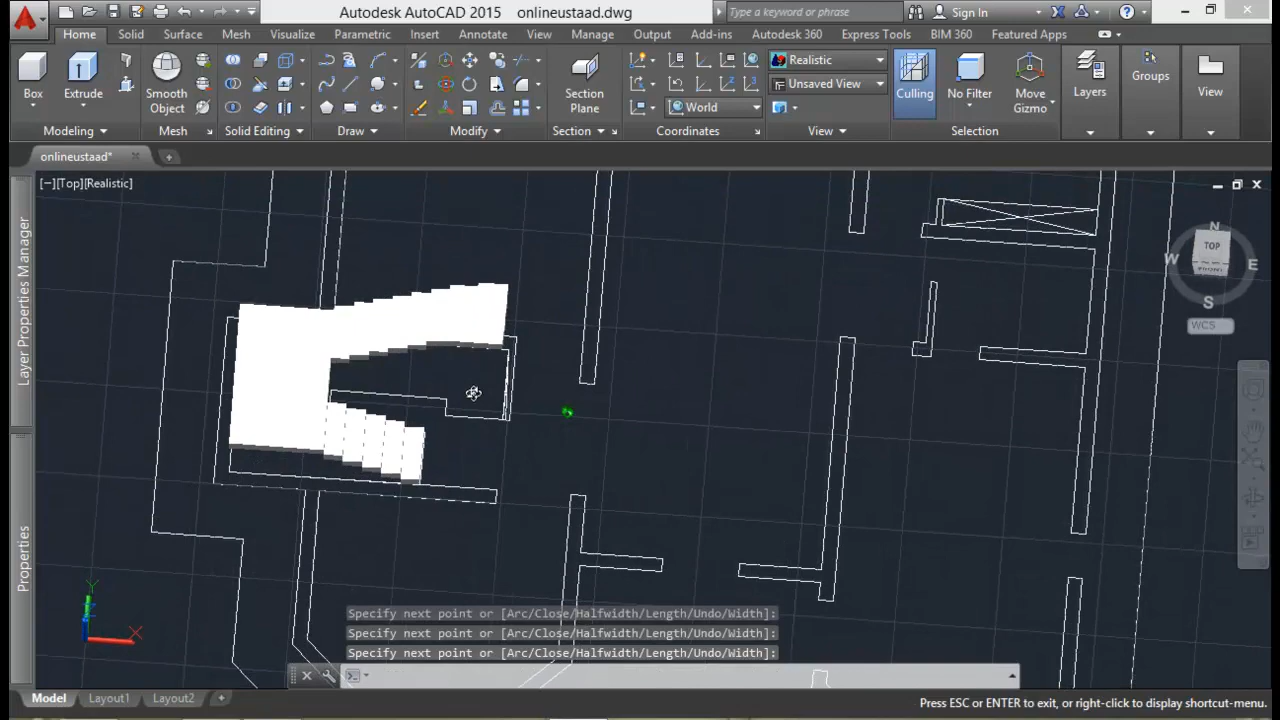 Autodesk AutoCAD 2015 onlineustaad.dwg
Type a keyword or phrase
Sign In
Home Solid Surface Mesh Visualize Parametric Insert Annotate View Manage Output Add-ins Autodesk 360 Express Tools BIM 360 Featured Apps
Box
Extrude
Smooth
Object
Section
Plane
Realistic
Unsaved View
World
Culling
No Filter
Move
Gizmo
Layers
Groups
View
Modeling
Mesh
Solid Editing
Draw
Modify
Section
Coordinates
View
Selection
onlineustaad*
[−][Top][Realistic]
Layer Properties Manager
Properties
N
W
TOP
E
S
WCS
Y
X
Specify next point or [Arc/Close/Halfwidth/Length/Undo/Width]:
Specify next point or [Arc/Close/Halfwidth/Length/Undo/Width]:
Specify next point or [Arc/Close/Halfwidth/Length/Undo/Width]:
Model Layout1 Layout2 +
Press ESC or ENTER to exit, or right-click to display shortcut-menu.